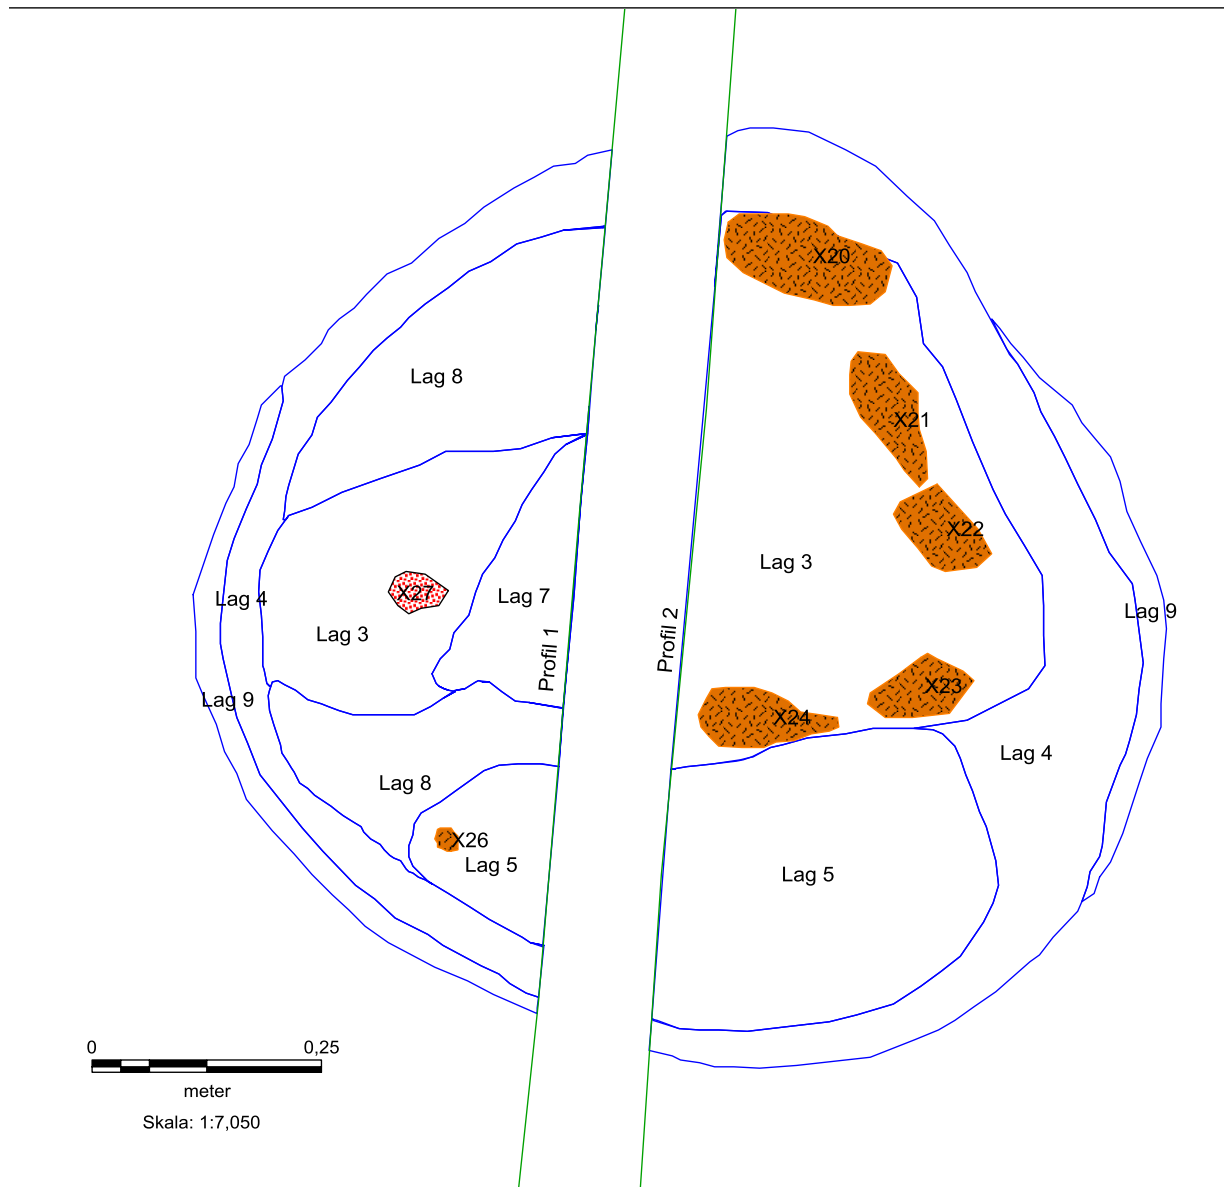 X20
Lag 8
X21
X22
Lag 3
X27
Lag 7
Lag 4
Lag 9
Lag 3
Profil 1
Profil 2
X23
Lag 9
X24
Lag 4
Lag 8
X26
Lag 5
Lag 5
0 0,25
meter
Skala: 1:7,050